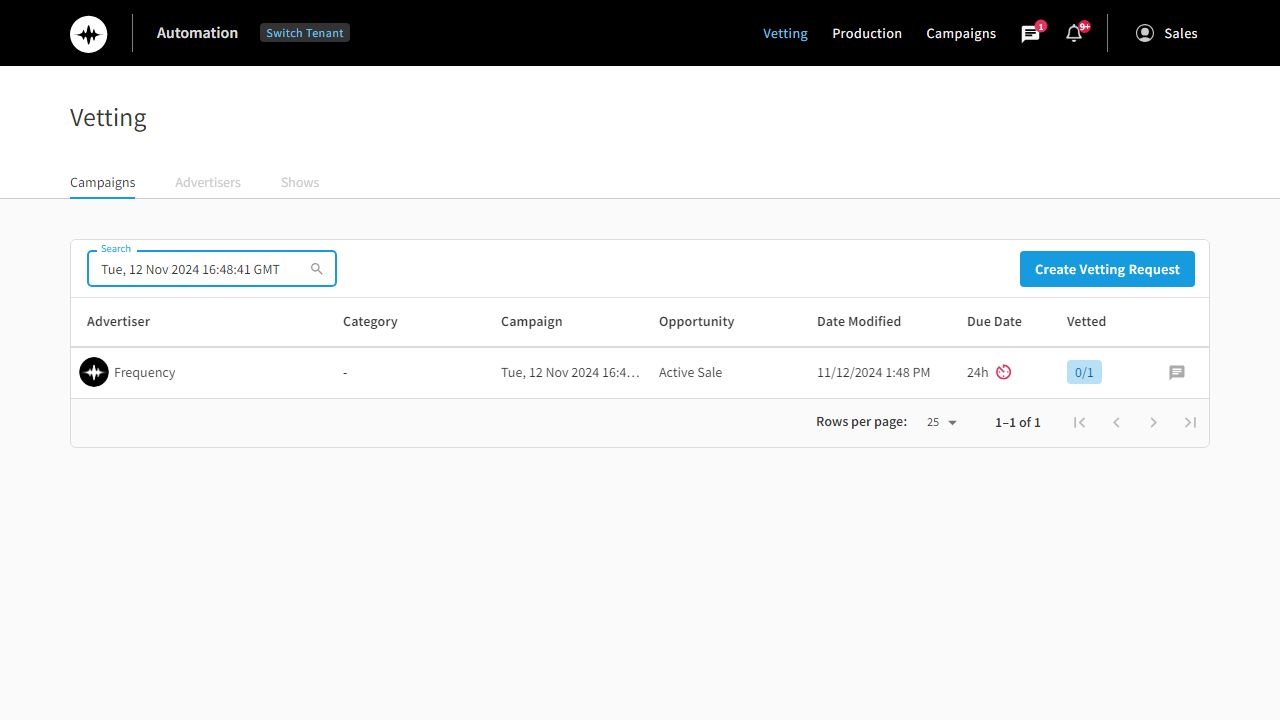 Automation Switch Tenant Vetting Production Campaigns 1 9+ Sales
Vetting
Campaigns Advertisers Shows
Search
Tue, 12 Nov 2024 16:48:41 GMT Create Vetting Request
Advertiser Category Campaign Opportunity Date Modified Due Date Vetted
Frequency - Tue, 12 Nov 2024 16:4... Active Sale 11/12/2024 1:48 PM 24h 0/1
Rows per page: 25 1–1 of 1